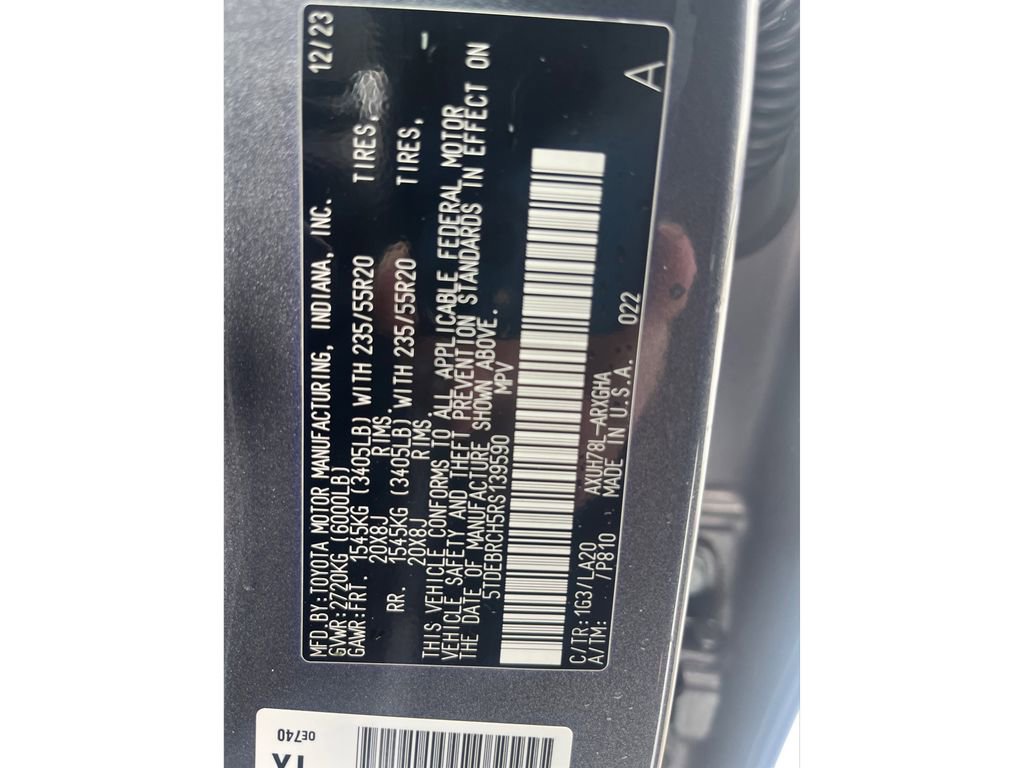 MFD.BY:TOYOTA MOTOR MANUFACTURING, INDIANA, INC. 12/23
GVWR:2720KG (6000LB)
GAWR:FRT. 1545KG (3405LB) WITH 235/55R20 TIRES,
20X8J RIMS.
RR. 1545KG (3405LB) WITH 235/55R20 TIRES,
20X8J RIMS, -
THIS VEHICLE CONFORMS TO ALL APPLICABLE FEDERAL MOTOR
VEHICLE SAFETY AND THEFT PREVENTION STANDARDS IN EFFECT ON
THE DATE OF MANUFACTURE SHOWN ABOVE.
5TDEBRCH5RS139590 MPV
C/TR:1G3/LA20 AXUH78L-ARXGHA
A/TM: /P810 MADE IN U.S.A. 022
A
0E740